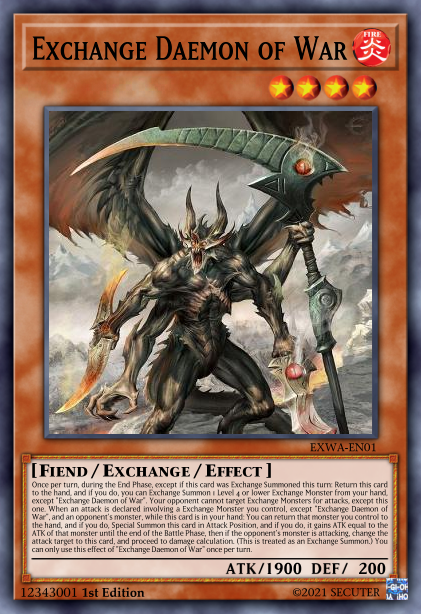 EXCHANGE DAEMON OF WAR
FIRE
炎
EXWA-EN01
[FIEND / EXCHANGE / EFFECT ]
Once per turn, during the End Phase, except if this card was Exchange Summoned this turn: Return this card
to the hand, and if you do, you can Exchange Summon 1 Level 4 or lower Exchange Monster from your hand,
except "Exchange Daemon of War". Your opponent cannot target Exchange Monsters for attacks, except this
one. When an attack is declared involving a Exchange Monster you control, except "Exchange Daemon of
War", and an opponent's monster, while this card is in your hand: You can return that monster you control to
the hand, and if you do, Special Summon this card in Attack Position, and if you do, it gains ATK equal to the
ATK of that monster until the end of the Battle Phase, then if the opponent's monster is attacking, change the
attack target to this card, and proceed to damage calculation. (This is treated as an Exchange Summon.) You
can only use this effect of "Exchange Daemon of War" once per turn.
ATK/1900 DEF/ 200
12343001 1st Edition
©2021 SECUTER